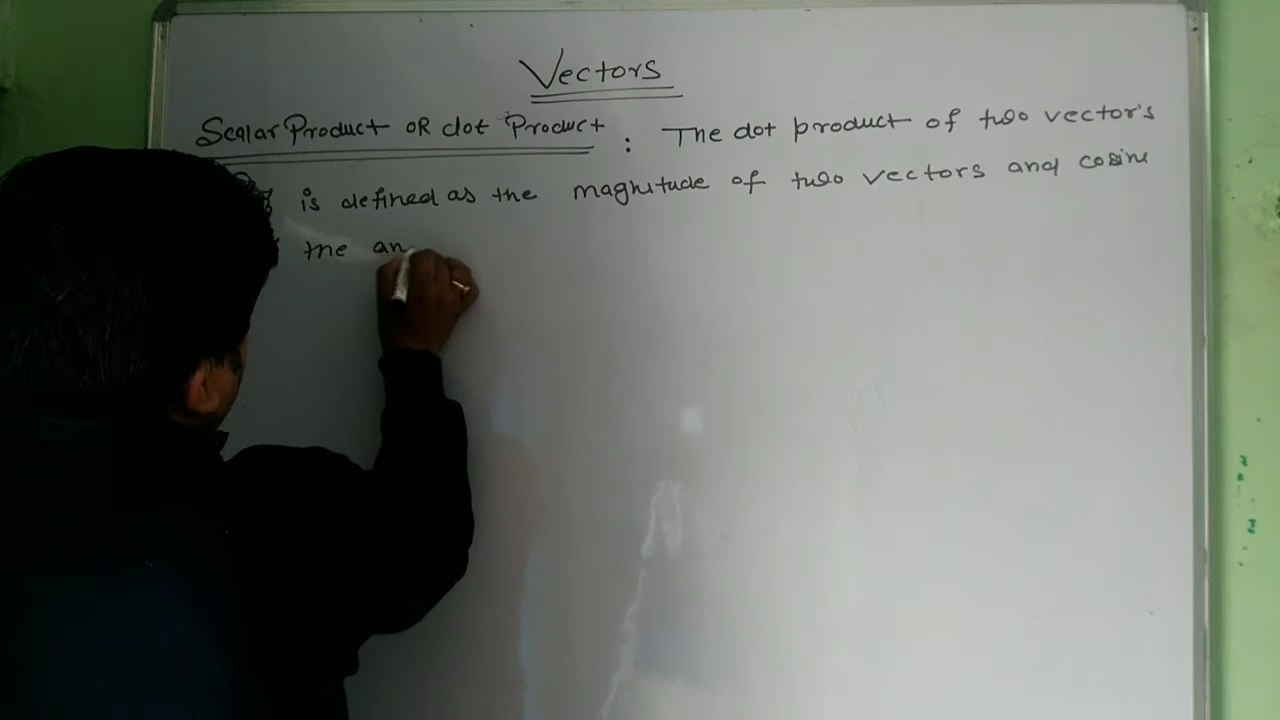 Vectors
Scalar Product OR dot Product : The dot product of two vector's
is defined as the magnitude of two vectors and cosine
the an